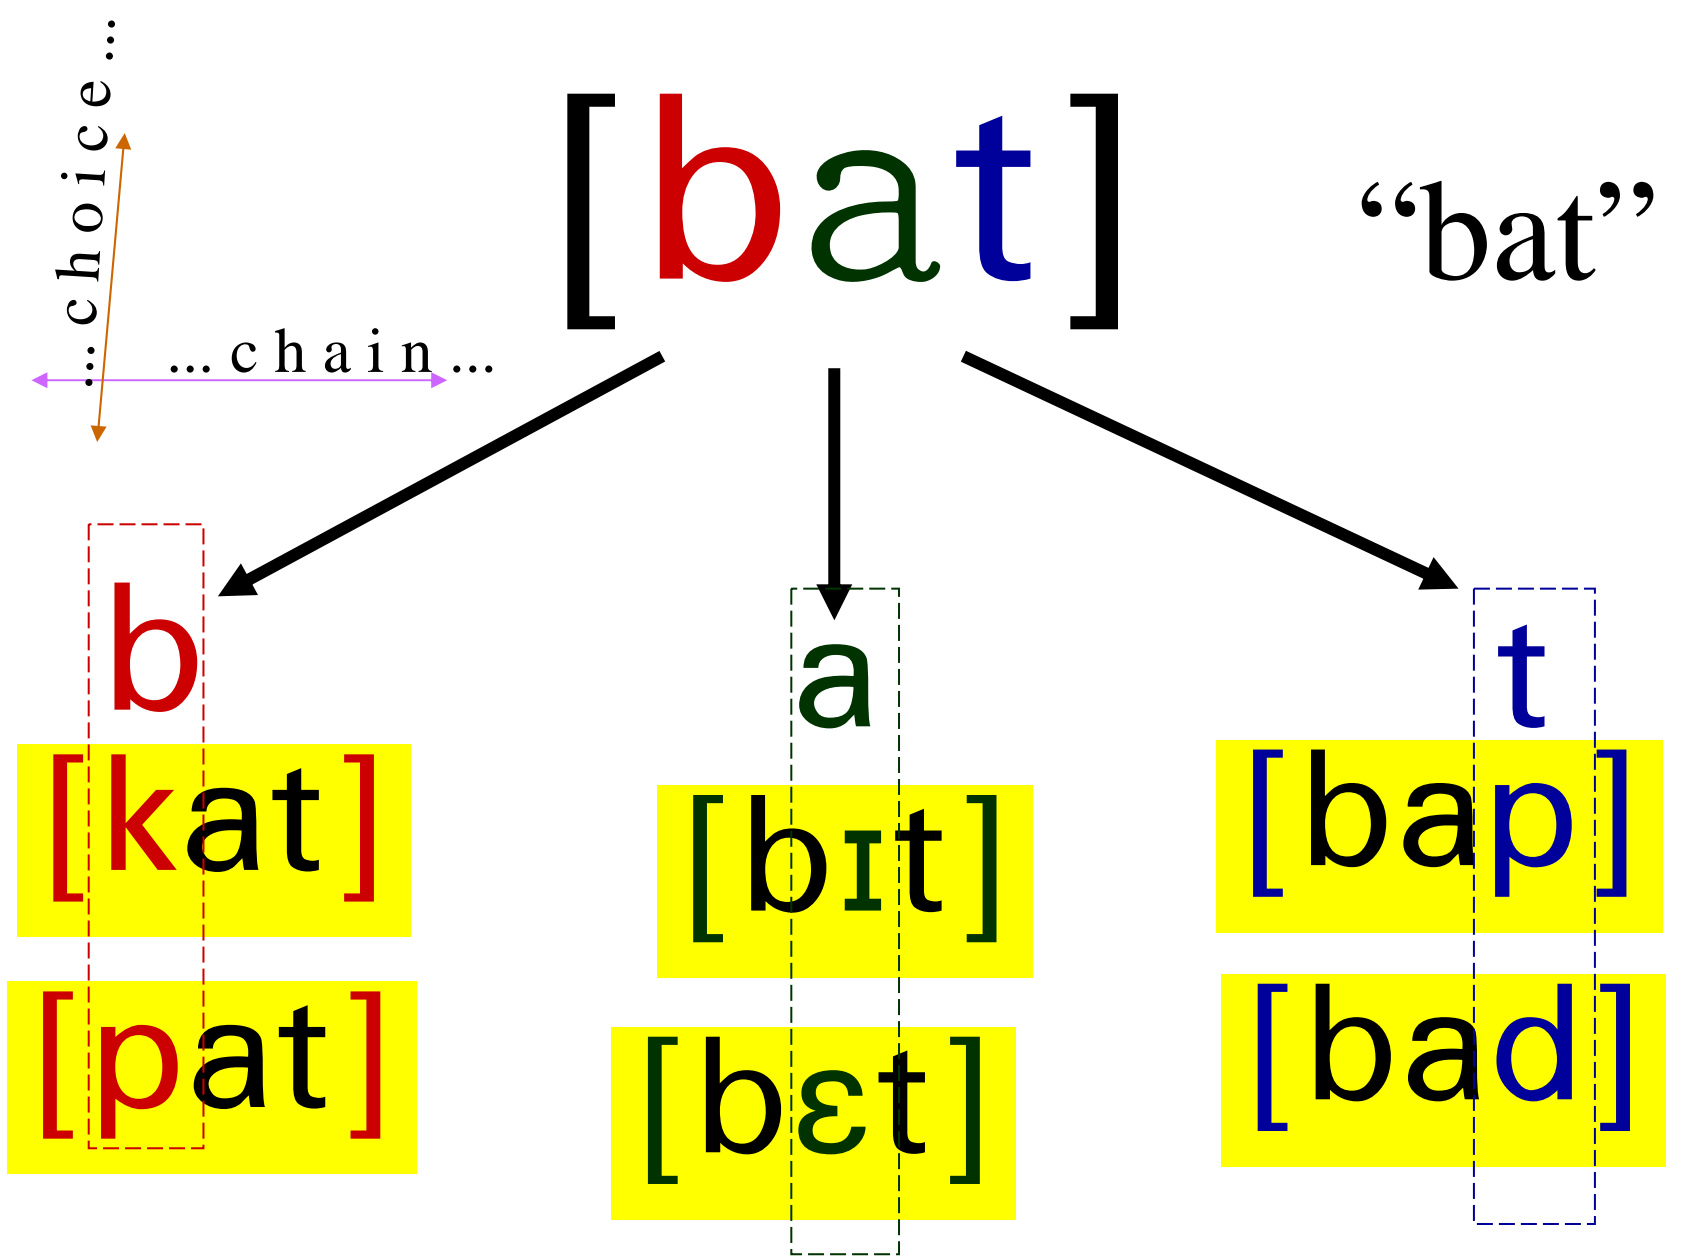 ...choice...
...chain...
[bat]
“bat”
b
[kat]
[pat]
a
[bɪt]
[bɛt]
t
[bap]
[bad]